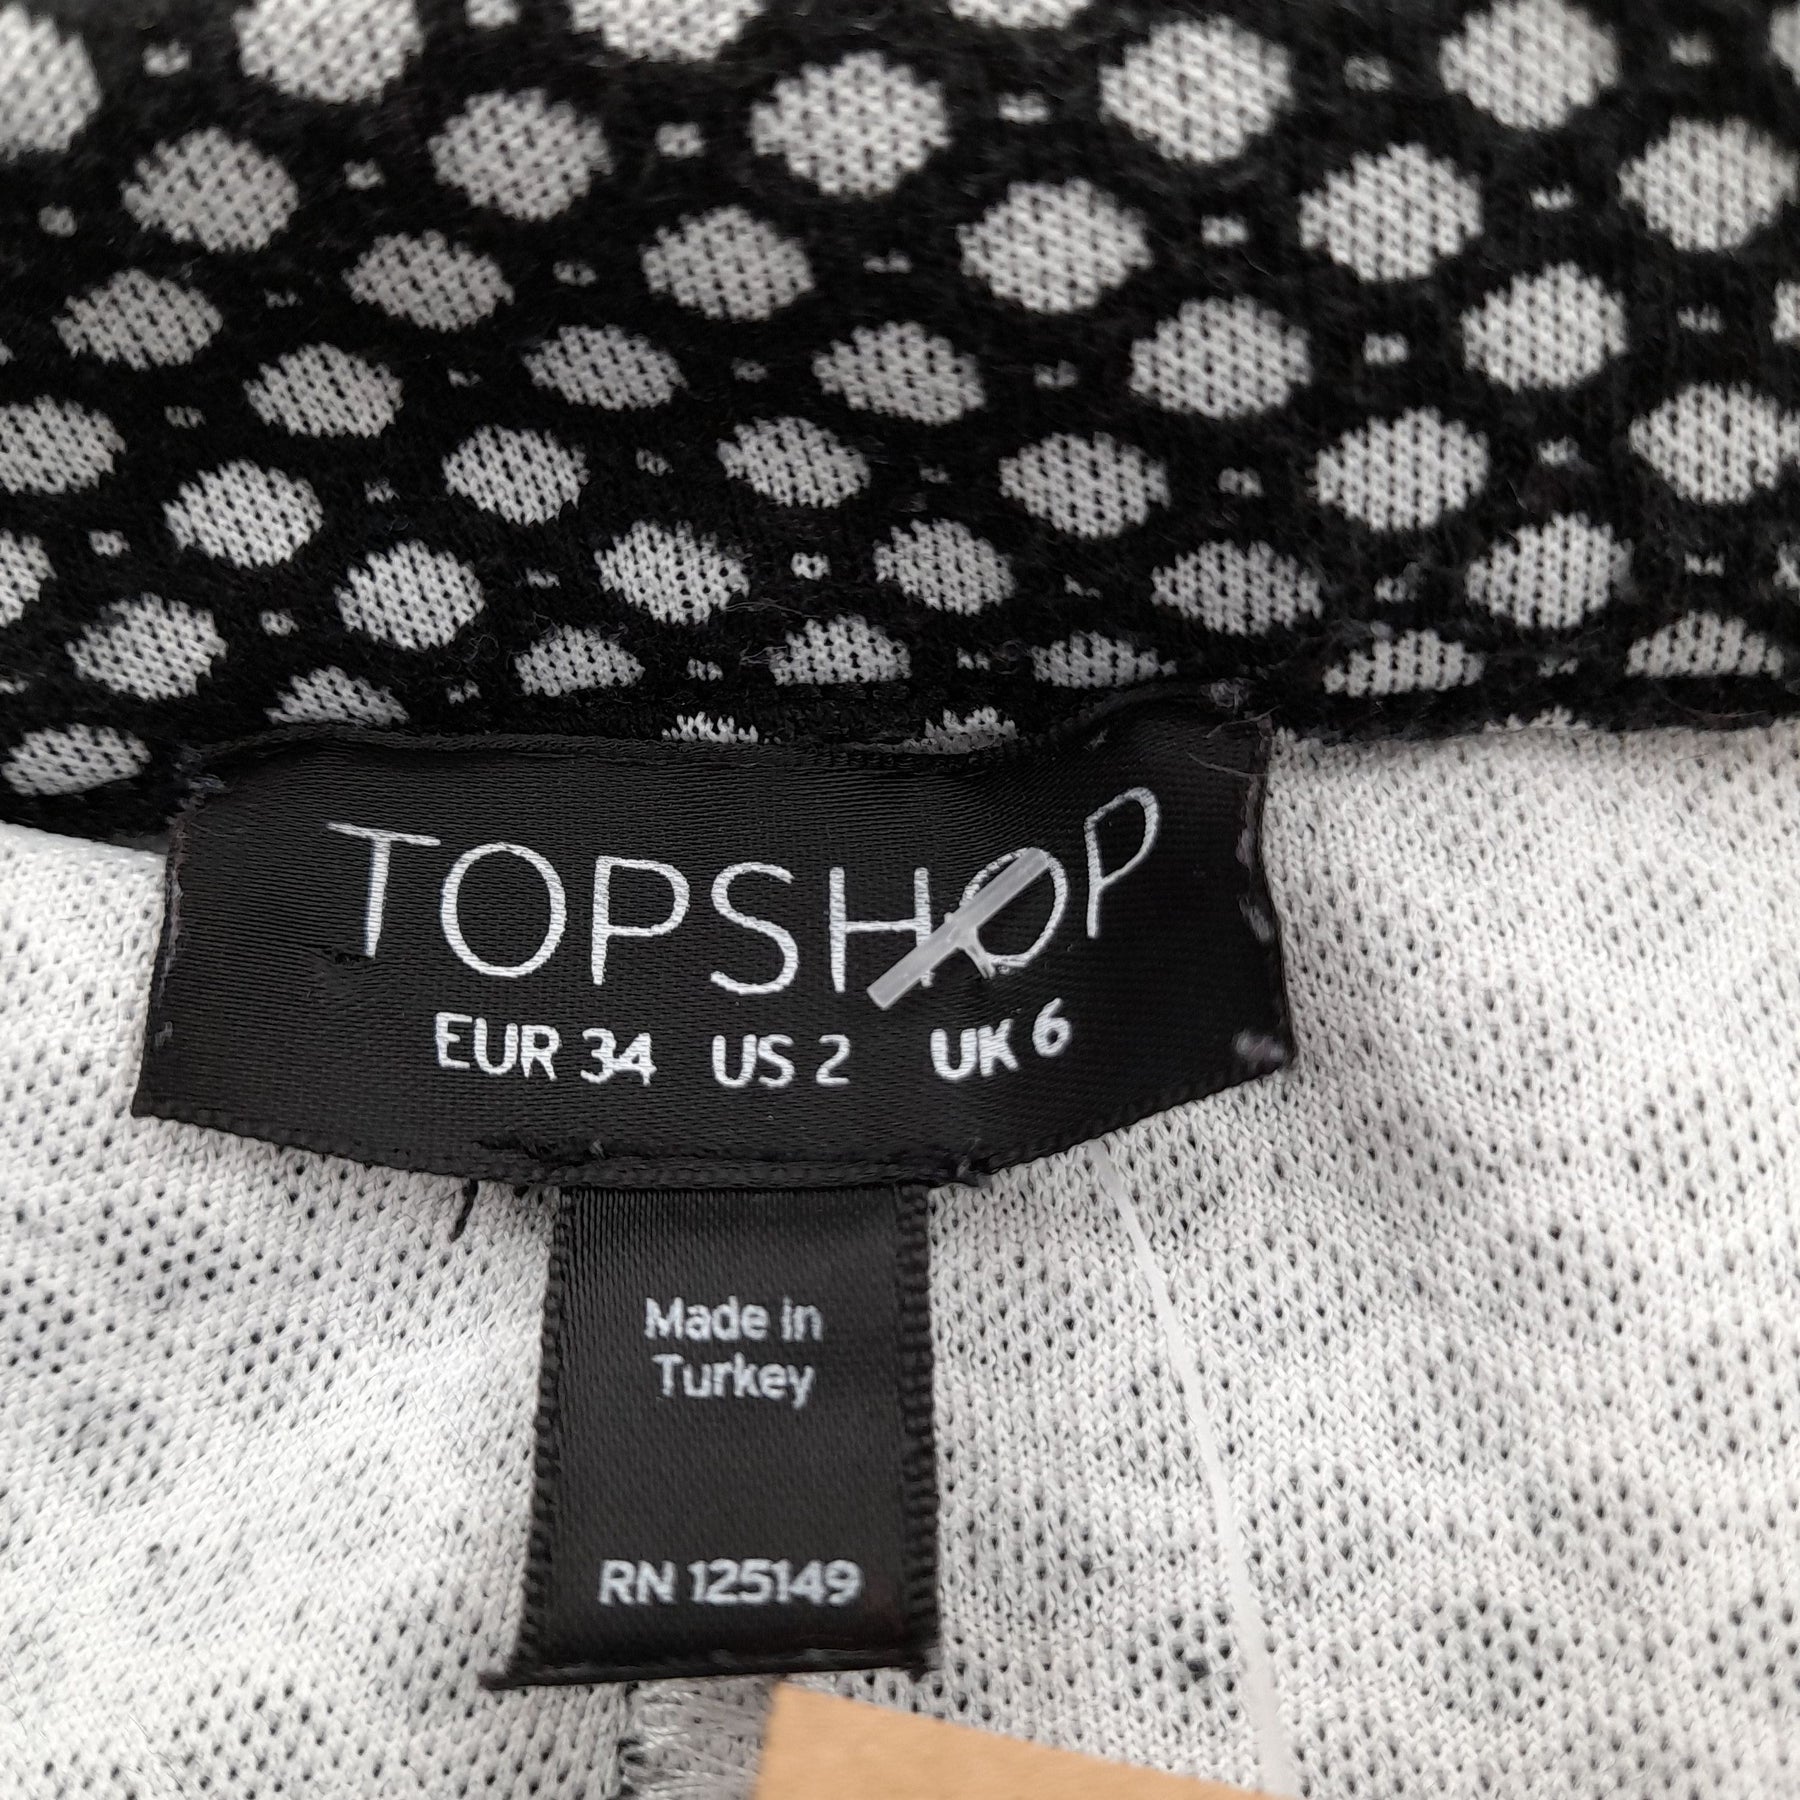 TOPSHOP
EUR 34 US 2 UK 6
Made in
Turkey
RN 125149